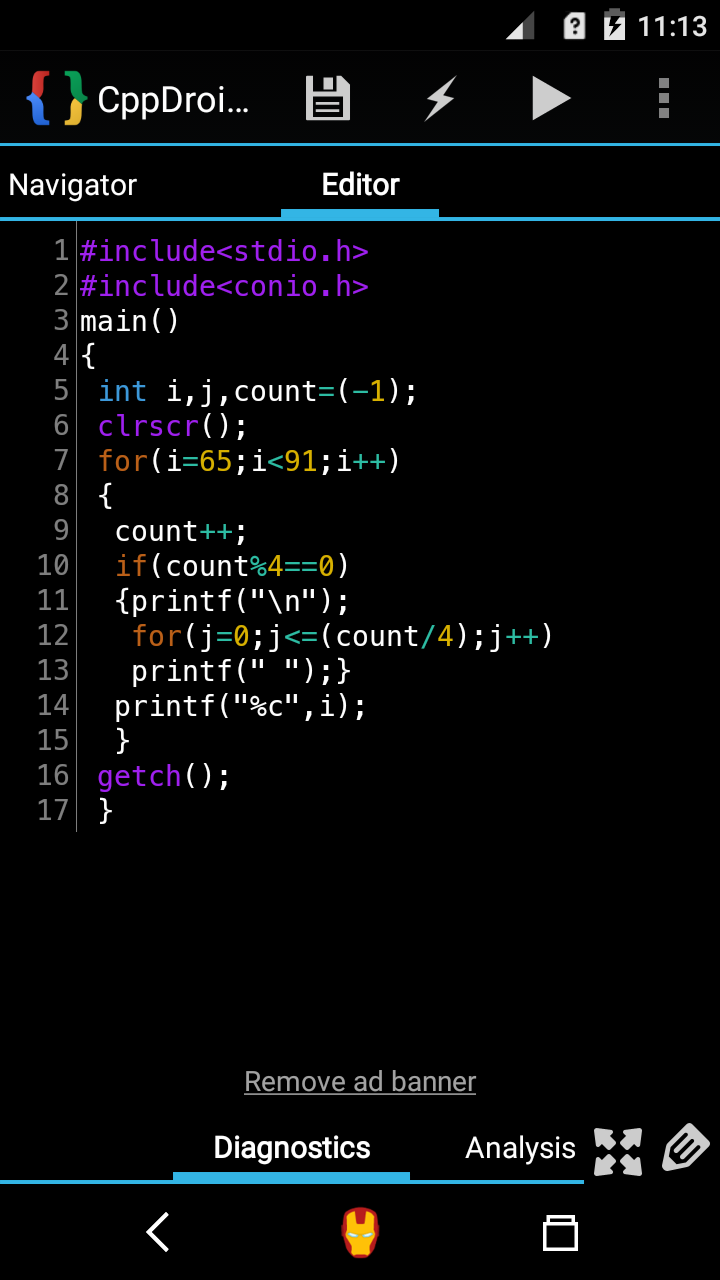 11:13
CppDroi...
Navigator
Editor
1 #include<stdio.h>
2 #include<conio.h>
3 main()
4 {
5  int i,j,count=(-1);
6  clrscr();
7  for(i=65;i<91;i++)
8  {
9   count++;
10   if(count%4==0)
11   {printf("\n");
12    for(j=0;j<=(count/4);j++)
13    printf(" ");}
14   printf("%c",i);
15   }
16  getch();
17  }
Remove ad banner
Diagnostics
Analysis